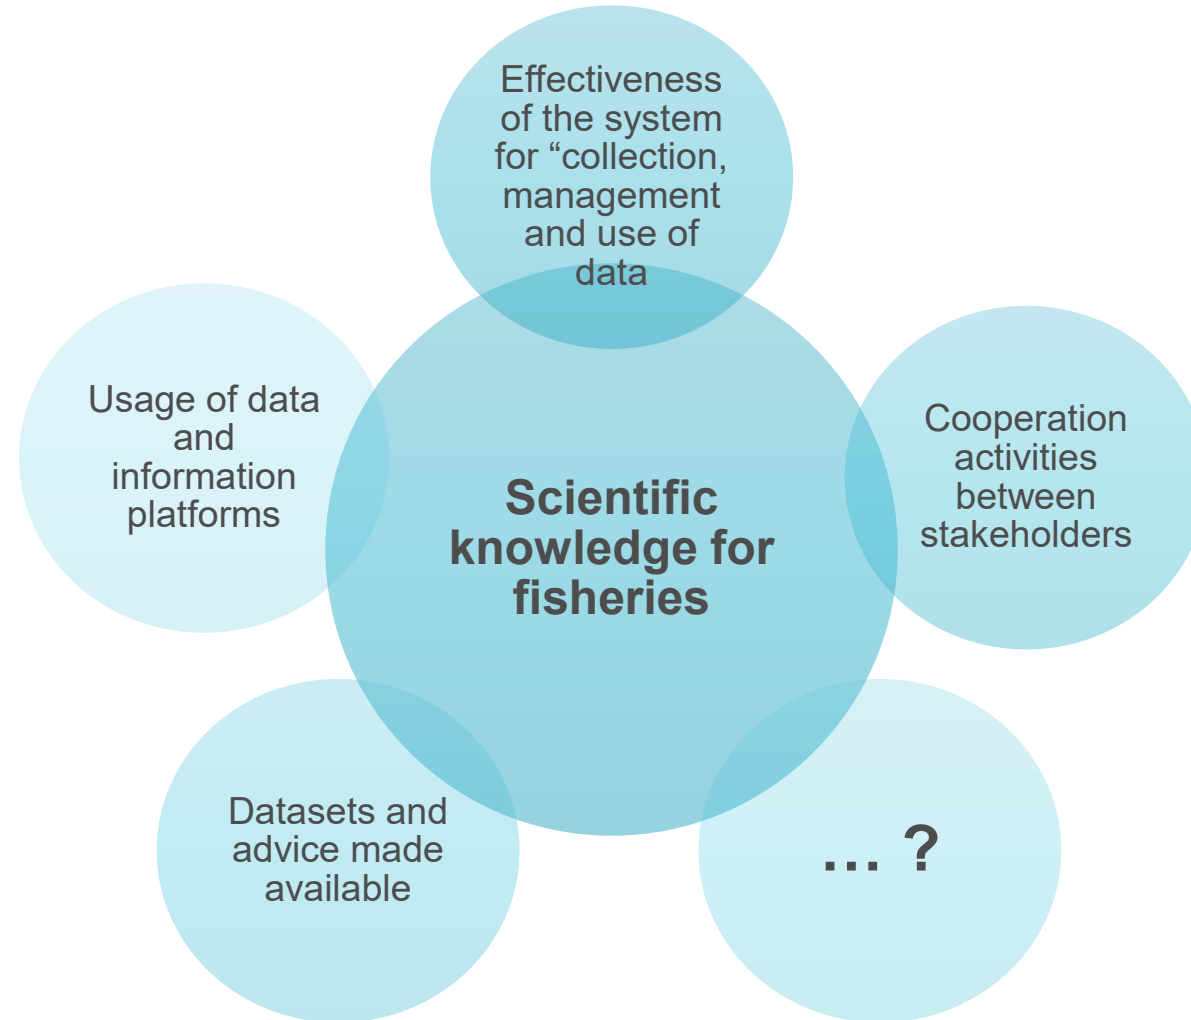 Effectiveness
of the system
for “collection,
management
and use of
data
Usage of data
and
information
platforms
Cooperation
activities
between
stakeholders
Scientific
knowledge for
fisheries
Datasets and
advice made
available
... ?